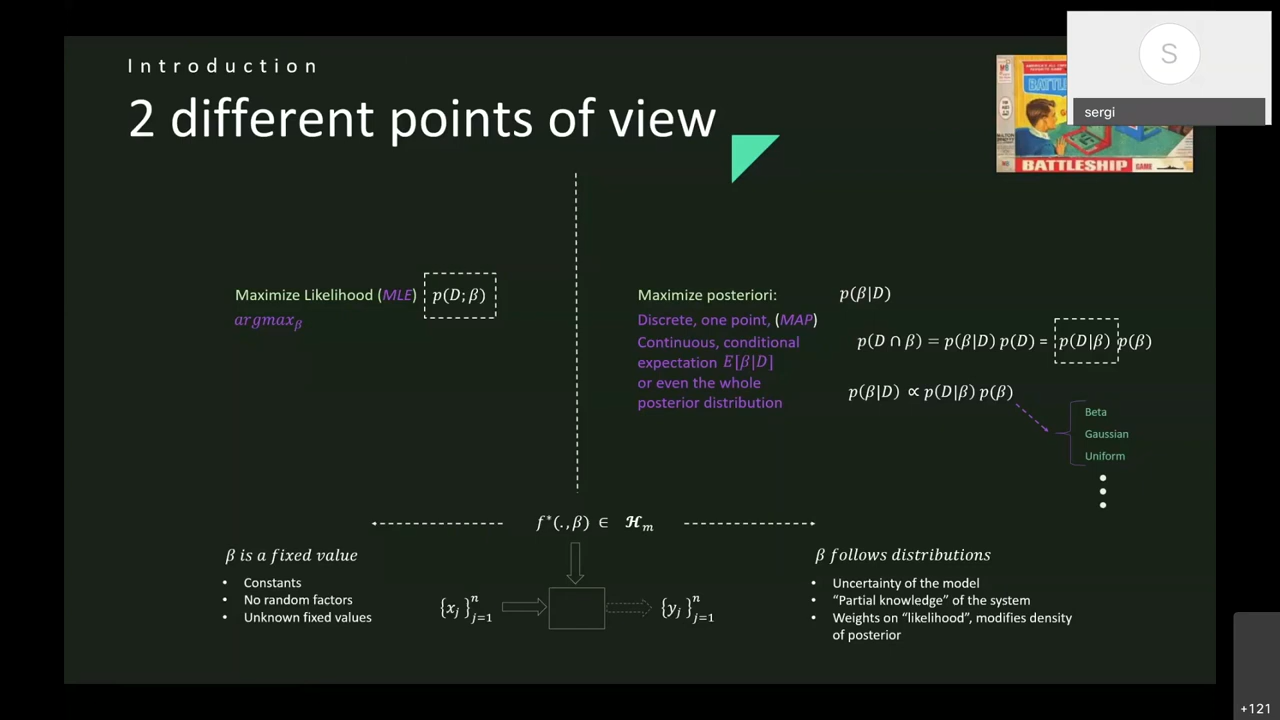 Introduction
2 different points of view
S
sergi
BATTLESHIP GAME
Maximize Likelihood (MLE) p(D; β)
argmax_β
Maximize posteriori: p(β|D)
Discrete, one point, (MAP)
Continuous, conditional
expectation E[β|D]
or even the whole
posterior distribution
p(D ∩ β) = p(β|D) p(D) = p(D|β) p(β)
p(β|D) ∝ p(D|β) p(β)
Beta
Gaussian
Uniform
f*(., β) ∈ ℋ_m
β is a fixed value
• Constants
• No random factors
• Unknown fixed values
{x_j}_{j=1}^n
{y_j}_{j=1}^n
β follows distributions
• Uncertainty of the model
• “Partial knowledge” of the system
• Weights on “likelihood”, modifies density
of posterior
+121